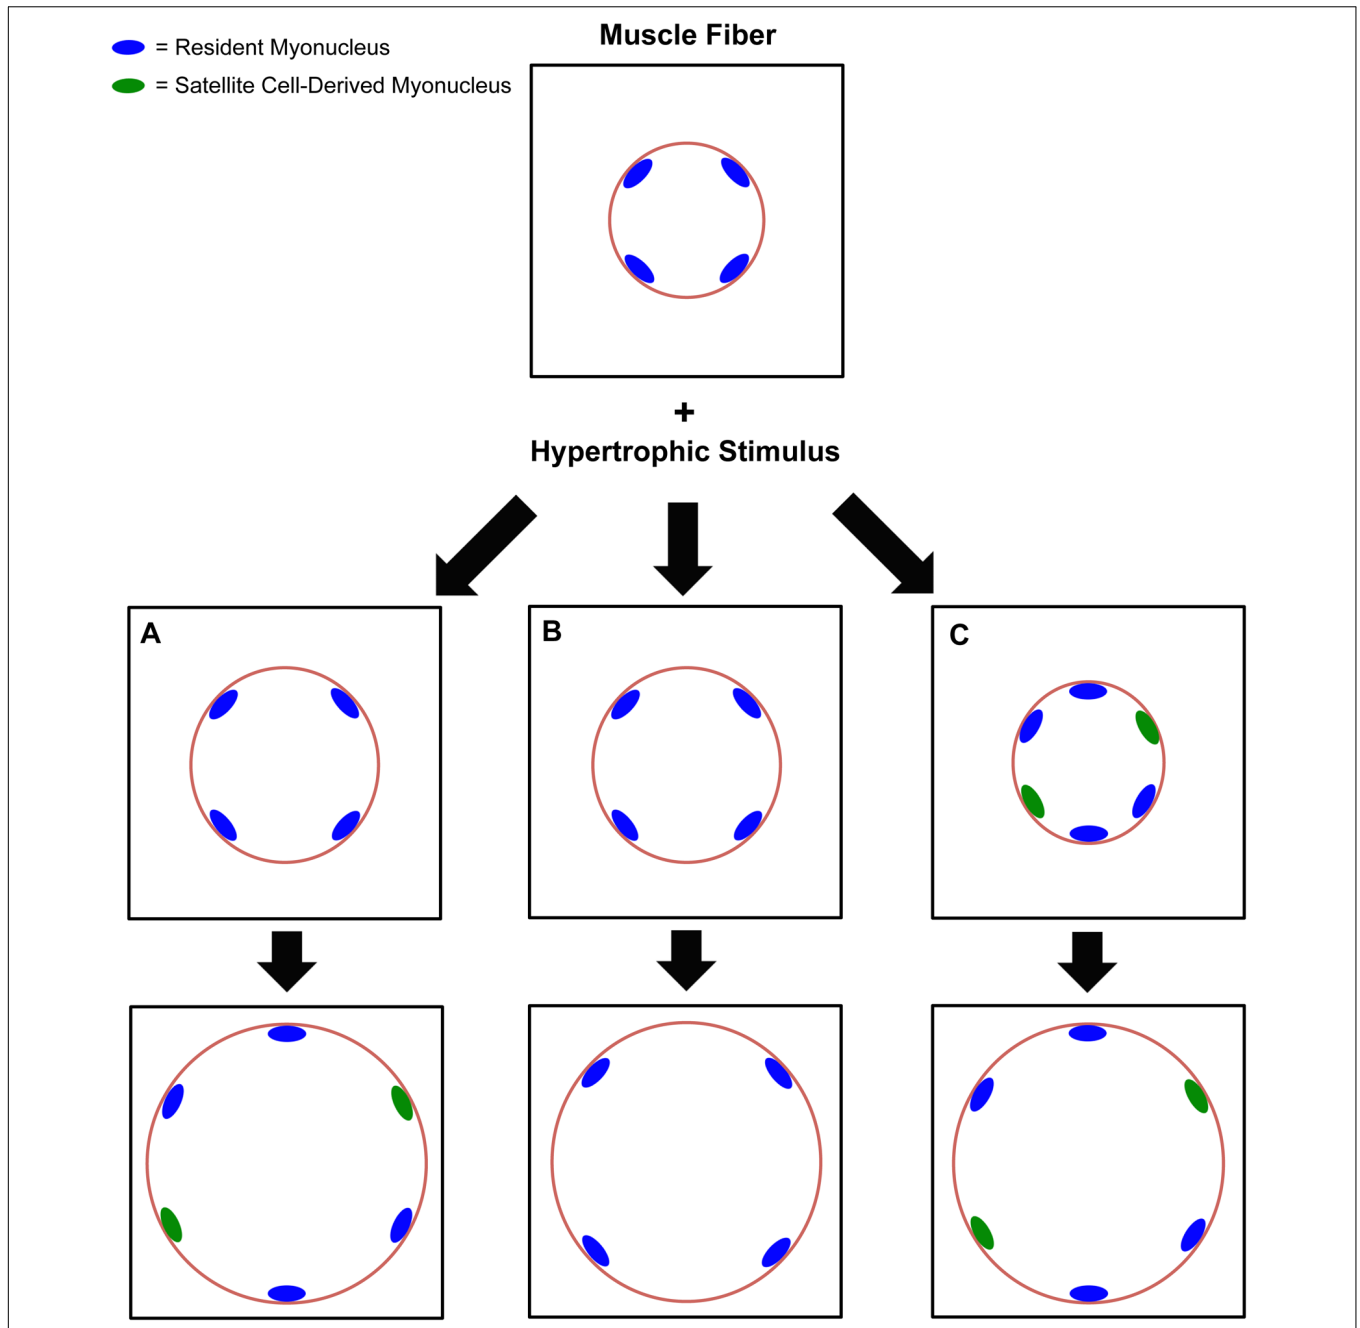 Muscle Fiber
= Resident Myonucleus
= Satellite Cell-Derived Myonucleus
+
Hypertrophic Stimulus
A
B
C